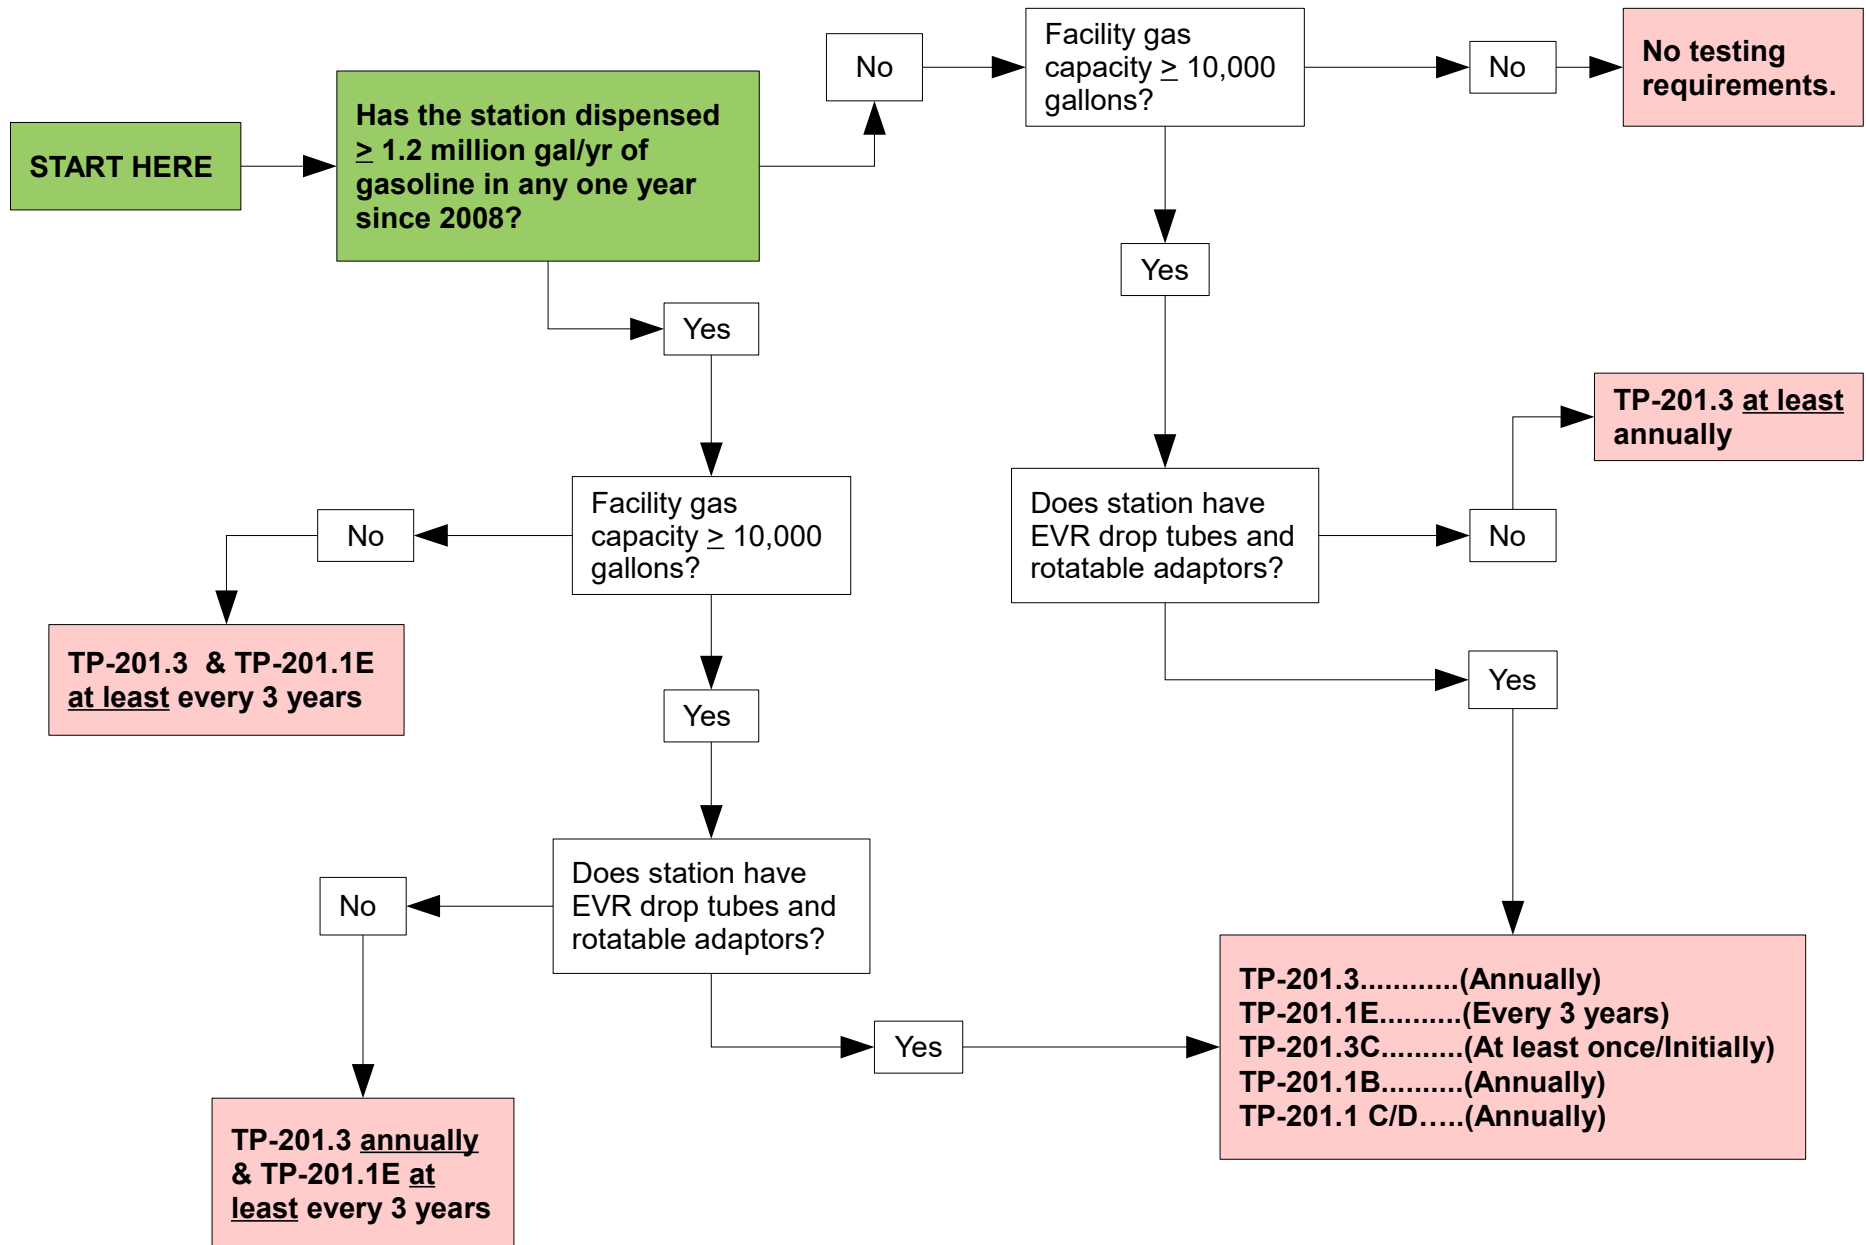 START HERE
Has the station dispensed
≥ 1.2 million gal/yr of
gasoline in any one year
since 2008?
No
Facility gas
capacity ≥ 10,000
gallons?
No
No testing
requirements.
Yes
Yes
Facility gas
capacity ≥ 10,000
gallons?
No
TP-201.3 & TP-201.1E
at least every 3 years
Does station have
EVR drop tubes and
rotatable adaptors?
No
TP-201.3 at least
annually
Yes
Yes
Does station have
EVR drop tubes and
rotatable adaptors?
No
TP-201.3 annually
& TP-201.1E at
least every 3 years
Yes
TP-201.3............(Annually)
TP-201.1E..........(Every 3 years)
TP-201.3C..........(At least once/Initially)
TP-201.1B..........(Annually)
TP-201.1 C/D…..(Annually)